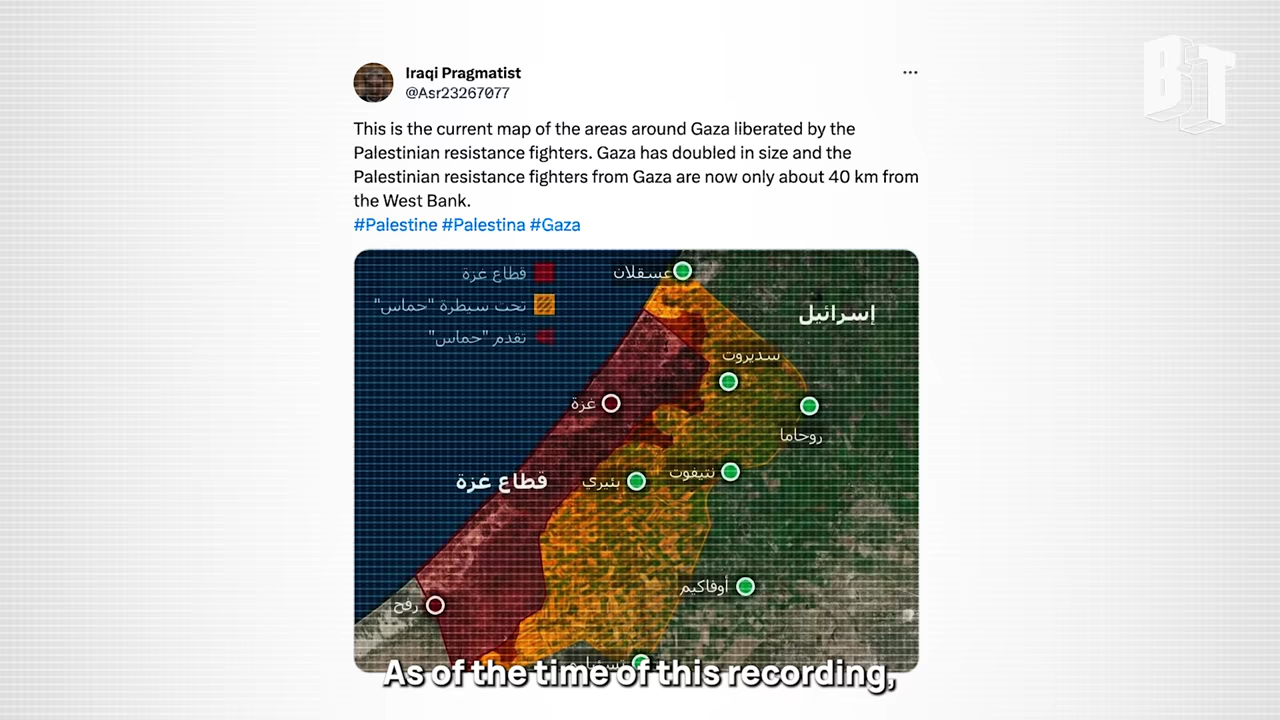 BT
Iraqi Pragmatist
@Asr23267077
This is the current map of the areas around Gaza liberated by the
Palestinian resistance fighters. Gaza has doubled in size and the
Palestinian resistance fighters from Gaza are now only about 40 km from
the West Bank.
#Palestine #Palestina #Gaza
قطاع غزة
تحت سيطرة "حماس"
تقدم "حماس"
عسقلان
إسرائيل
سديروت
غزة
روحاما
نتيفوت
بئيري
قطاع غزة
أوفاكيم
رفح
As of the time of this recording,